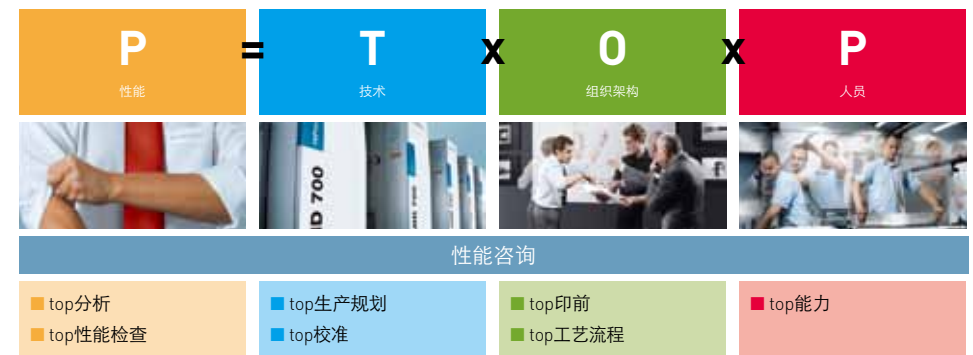 P = T x O x P
性能 技术 组织架构 人员
ND 700
性能咨询
top分析 top生产规划 top印前 top能力
top性能检查 top校准 top工艺流程